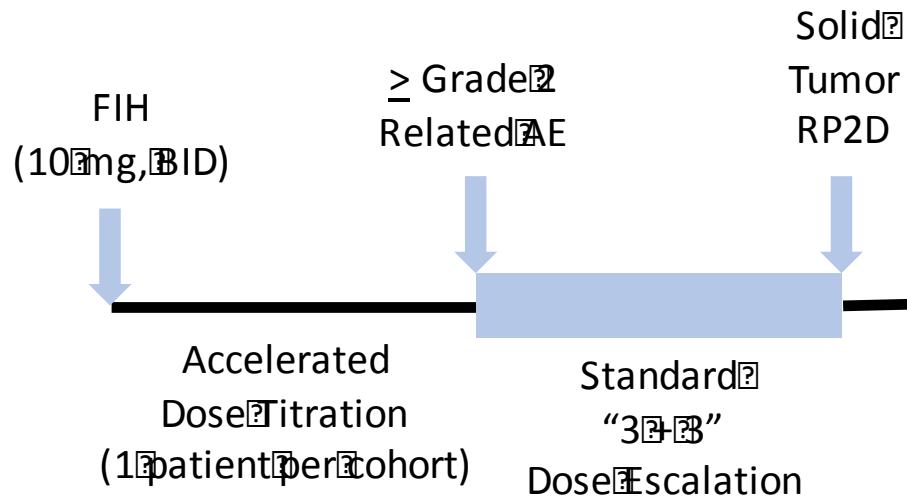 FIH
(10 mg, BID)
≥ Grade 2
Related AE
Solid
Tumor
RP2D
Accelerated
Dose Titration
(1 patient per cohort)
Standard
“3 + 3”
Dose Escalation